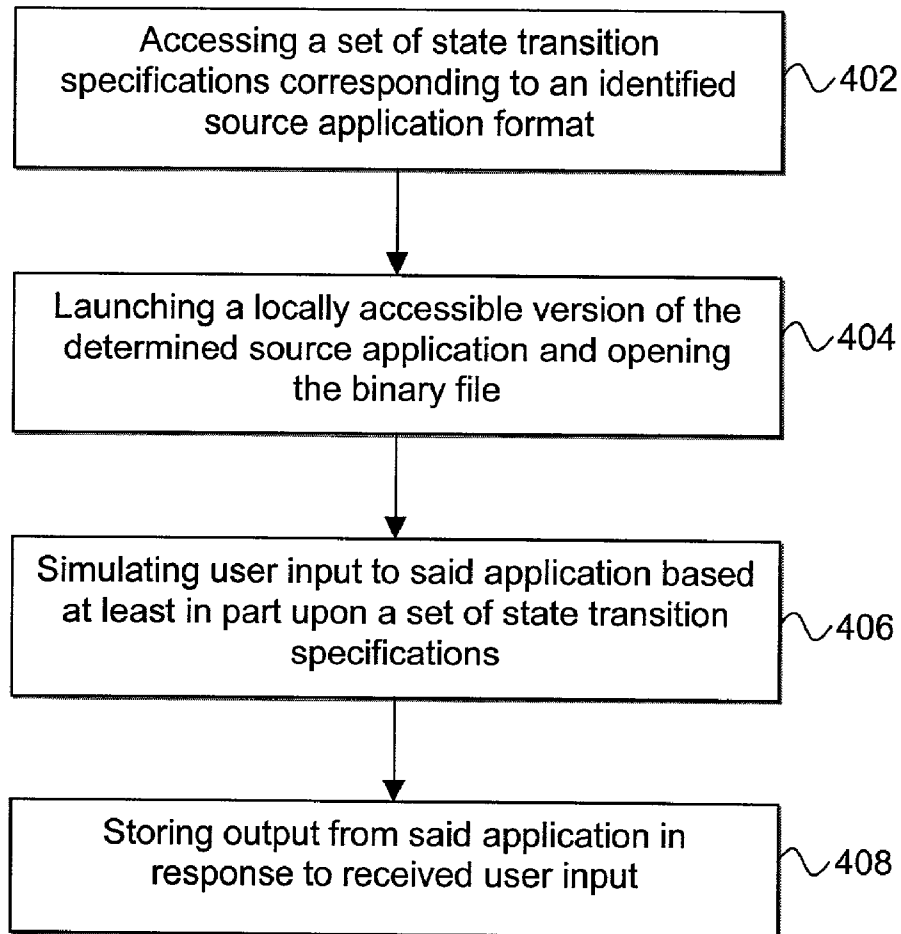 Accessing a set of state transition
specifications corresponding to an identified
source application format
402
Launching a locally accessible version of the
determined source application and opening
the binary file
404
Simulating user input to said application based
at least in part upon a set of state transition
specifications
406
Storing output from said application in
response to received user input
408